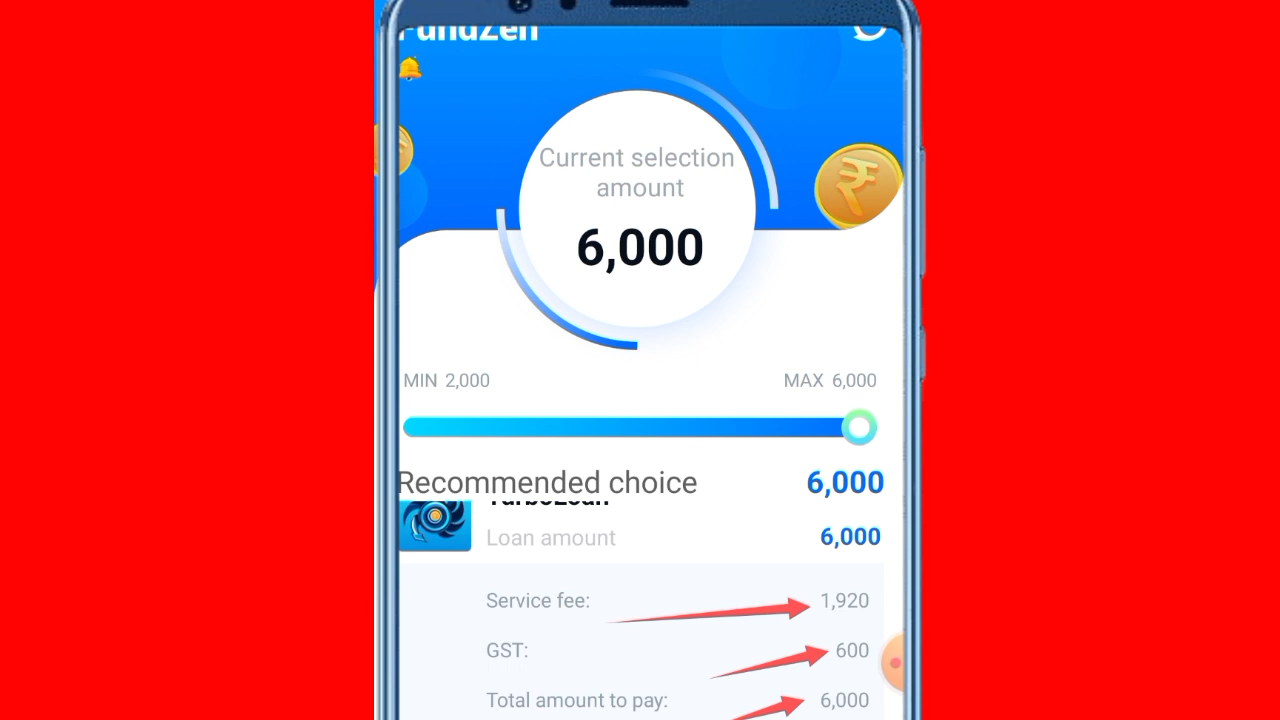 FundZen
Current selection
amount
6,000
MIN 2,000
MAX 6,000
Recommended choice
6,000
Loan amount
6,000
Service fee:
1,920
GST:
600
Total amount to pay:
6,000